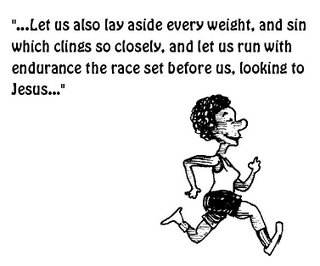 "...Let us also lay aside every weight, and sin
which clings so closely, and let us run with
endurance the race set before us, looking to
Jesus..."